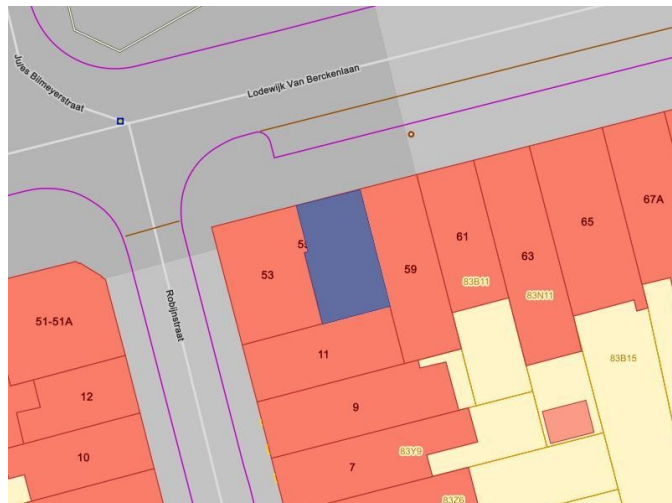 Jules Bilmeyerstraat
Lodewijk Van Berckenlaan
Robijnstraat
67A
65
61
63
59
53
83B11
83N11
51-51A
11
83B15
12
9
10
7
83Y9
83Z6